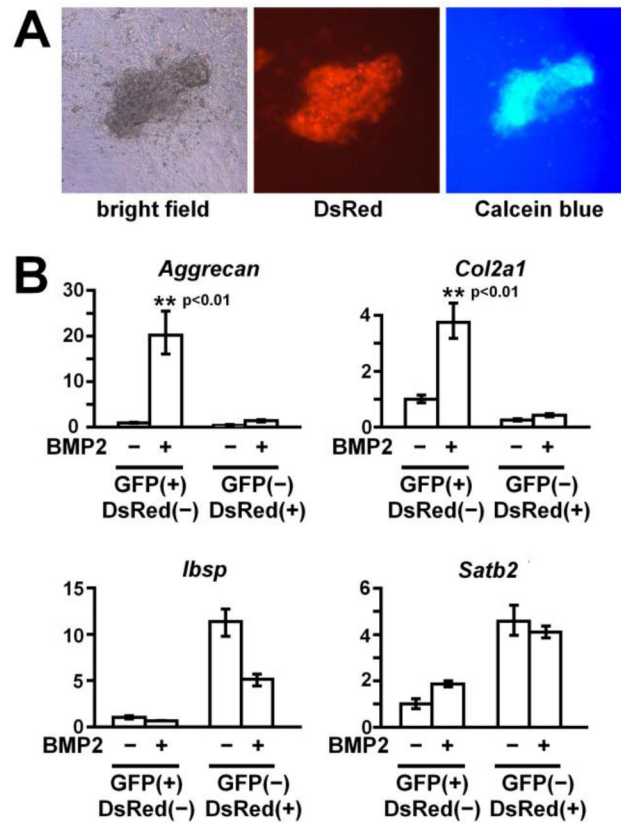 A
bright field DsRed Calcein blue
B
Aggrecan
30
20
10
0
** p<0.01
BMP2 − + − +
GFP(+) GFP(−)
DsRed(−) DsRed(+)
Col2a1
4
2
0
** p<0.01
BMP2 − + − +
GFP(+) GFP(−)
DsRed(−) DsRed(+)
Ibsp
15
10
5
0
BMP2 − + − +
GFP(+) GFP(−)
DsRed(−) DsRed(+)
Satb2
6
4
2
0
BMP2 − + − +
GFP(+) GFP(−)
DsRed(−) DsRed(+)